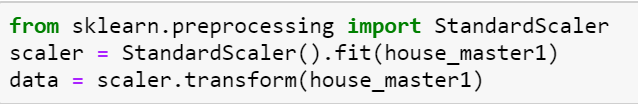 from sklearn.preprocessing import StandardScaler
scaler = StandardScaler().fit(house_master1)
data = scaler.transform(house_master1)